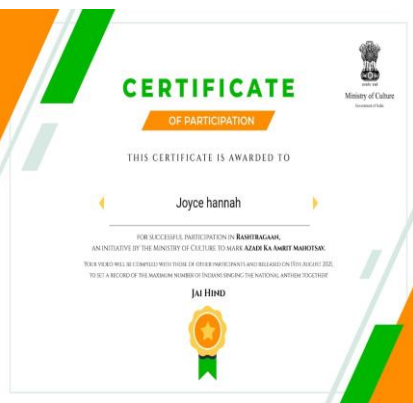 CERTIFICATE
OF PARTICIPATION
Ministry of Culture
Government of India
THIS CERTIFICATE IS AWARDED TO
Joyce hannah
FOR SUCCESSFUL PARTICIPATION IN RASHTRAGAAN,
AN INITIATIVE BY THE MINISTRY OF CULTURE TO MARK AZADI KA AMRIT MAHOTSAV.
YOUR VIDEO WILL BE COMPILED WITH THOSE OF OTHER PARTICIPANTS AND RELEASED ON 15TH AUGUST 2021,
TO SET A RECORD OF THE MAXIMUM NUMBER OF INDIANS SINGING THE NATIONAL ANTHEM TOGETHER
JAI HIND